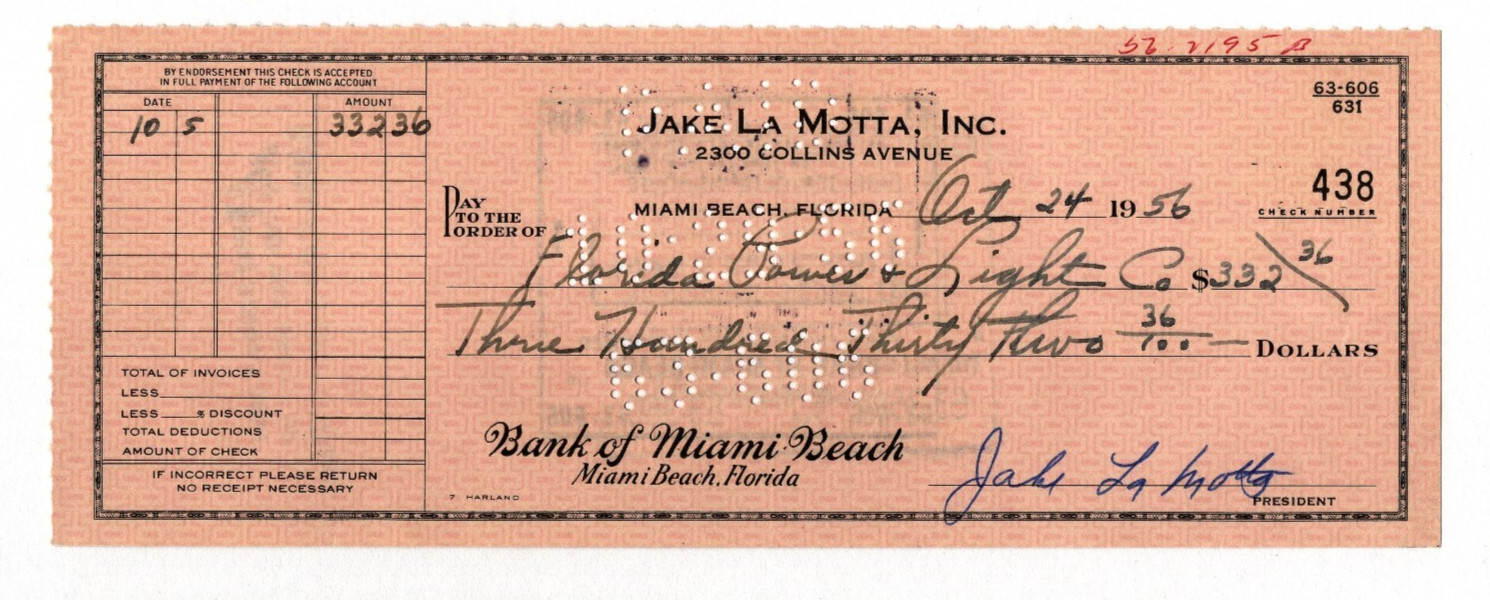 56-2195 B
BY ENDORSEMENT THIS CHECK IS ACCEPTED
IN FULL PAYMENT OF THE FOLLOWING ACCOUNT
DATE AMOUNT
10 5 332 36
TOTAL OF INVOICES
LESS
LESS % DISCOUNT
TOTAL DEDUCTIONS
AMOUNT OF CHECK
IF INCORRECT PLEASE RETURN
NO RECEIPT NECESSARY
JAKE LA MOTTA, INC.
2300 COLLINS AVENUE
63-606
631
438
CHECK NUMBER
MIAMI BEACH, FLORIDA Oct 24 1956
PAY
TO THE
ORDER OF
Florida Power & Light Co $332 36
Three Hundred Thirty Two 36/100 DOLLARS
Bank of Miami Beach
Miami Beach, Florida
7 HARLAND
Jake La Motta
PRESIDENT